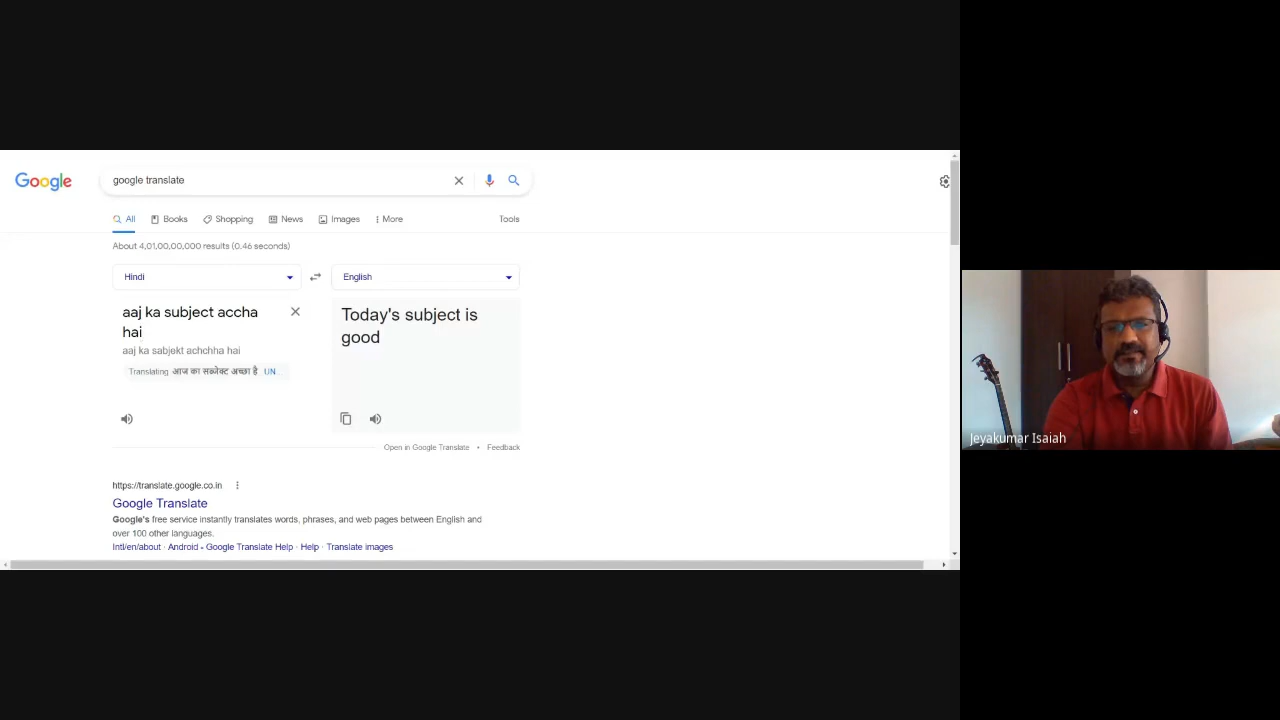 Google
google translate
All
Books
Shopping
News
Images
More
Tools
About 4,01,00,00,000 results (0.46 seconds)
Hindi
English
aaj ka subject accha
hai
aaj ka sabjekt achchha hai
Translating आज का सब्जेक्ट अच्छा है UN
Today's subject is
good
Open in Google Translate • Feedback
https://translate.google.co.in
Google Translate
Google's free service instantly translates words, phrases, and web pages between English and
over 100 other languages.
Intl/en/about · Android · Google Translate Help · Help · Translate images
Jeyakumar Isaiah